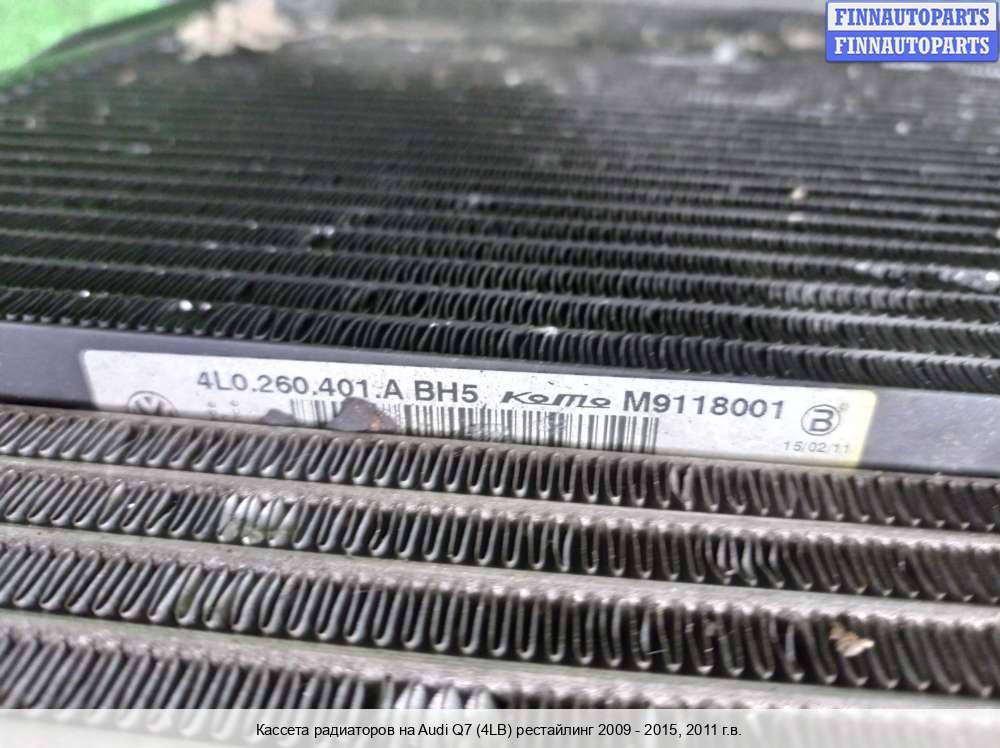 FINNAUTOPARTS
FINNAUTOPARTS
4L0.260.401.A BH5 KoMo M9118001 B
15/02/11
Кассета радиаторов на Audi Q7 (4LB) рестайлинг 2009 - 2015, 2011 г.в.